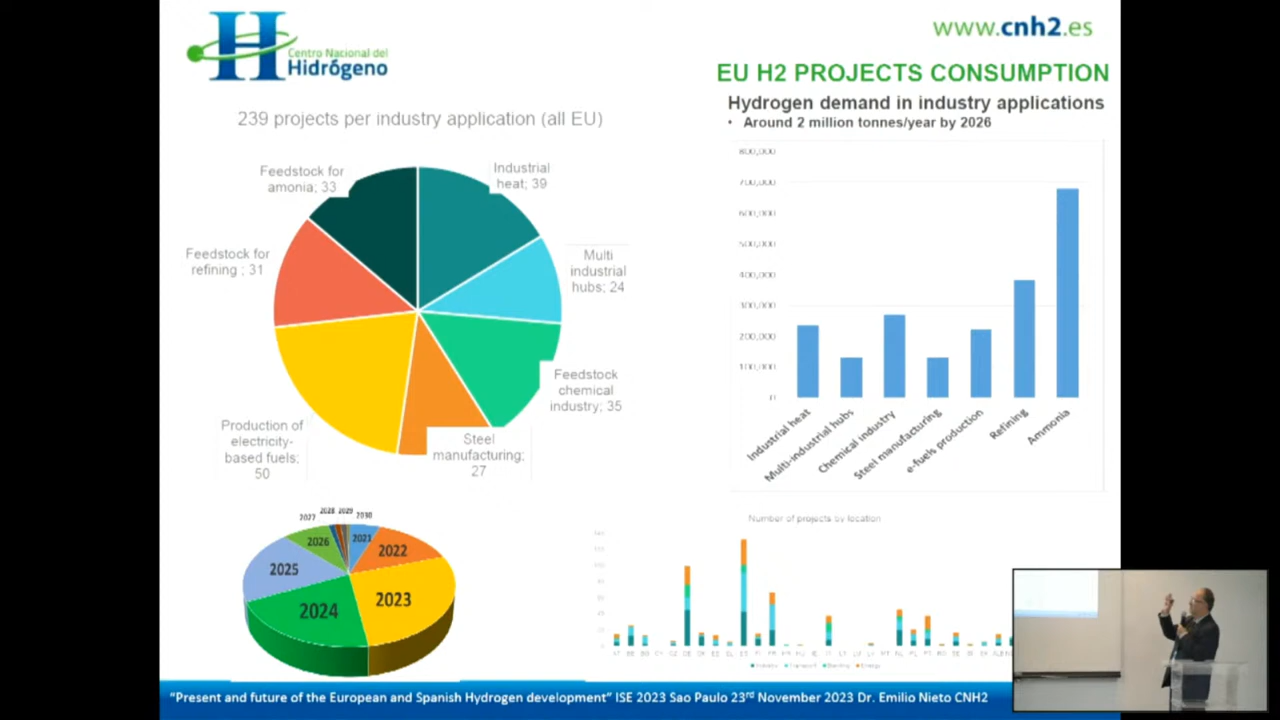 Centro Nacional del
Hidrógeno
www.cnh2.es
EU H2 PROJECTS CONSUMPTION
Hydrogen demand in industry applications
• Around 2 million tonnes/year by 2026
239 projects per industry application (all EU)
Feedstock for
amonia; 33
Industrial
heat; 39
Feedstock for
refining ; 31
Multi
industrial
hubs; 24
Feedstock
chemical
industry; 35
Production of
electricity-
based fuels;
50
Steel
manufacturing;
27
800,000
700,000
600,000
500,000
400,000
300,000
200,000
100,000
0
Industrial heat
Multi-industrial hubs
Chemical industry
Steel manufacturing
e-fuels production
Refining
Ammonia
2027
2028
2029
2030
2026
2021
2022
2025
2023
2024
Number of projects by location
"Present and future of the European and Spanish Hydrogen development" ISE 2023 Sao Paulo 23rd November 2023 Dr. Emilio Nieto CNH2